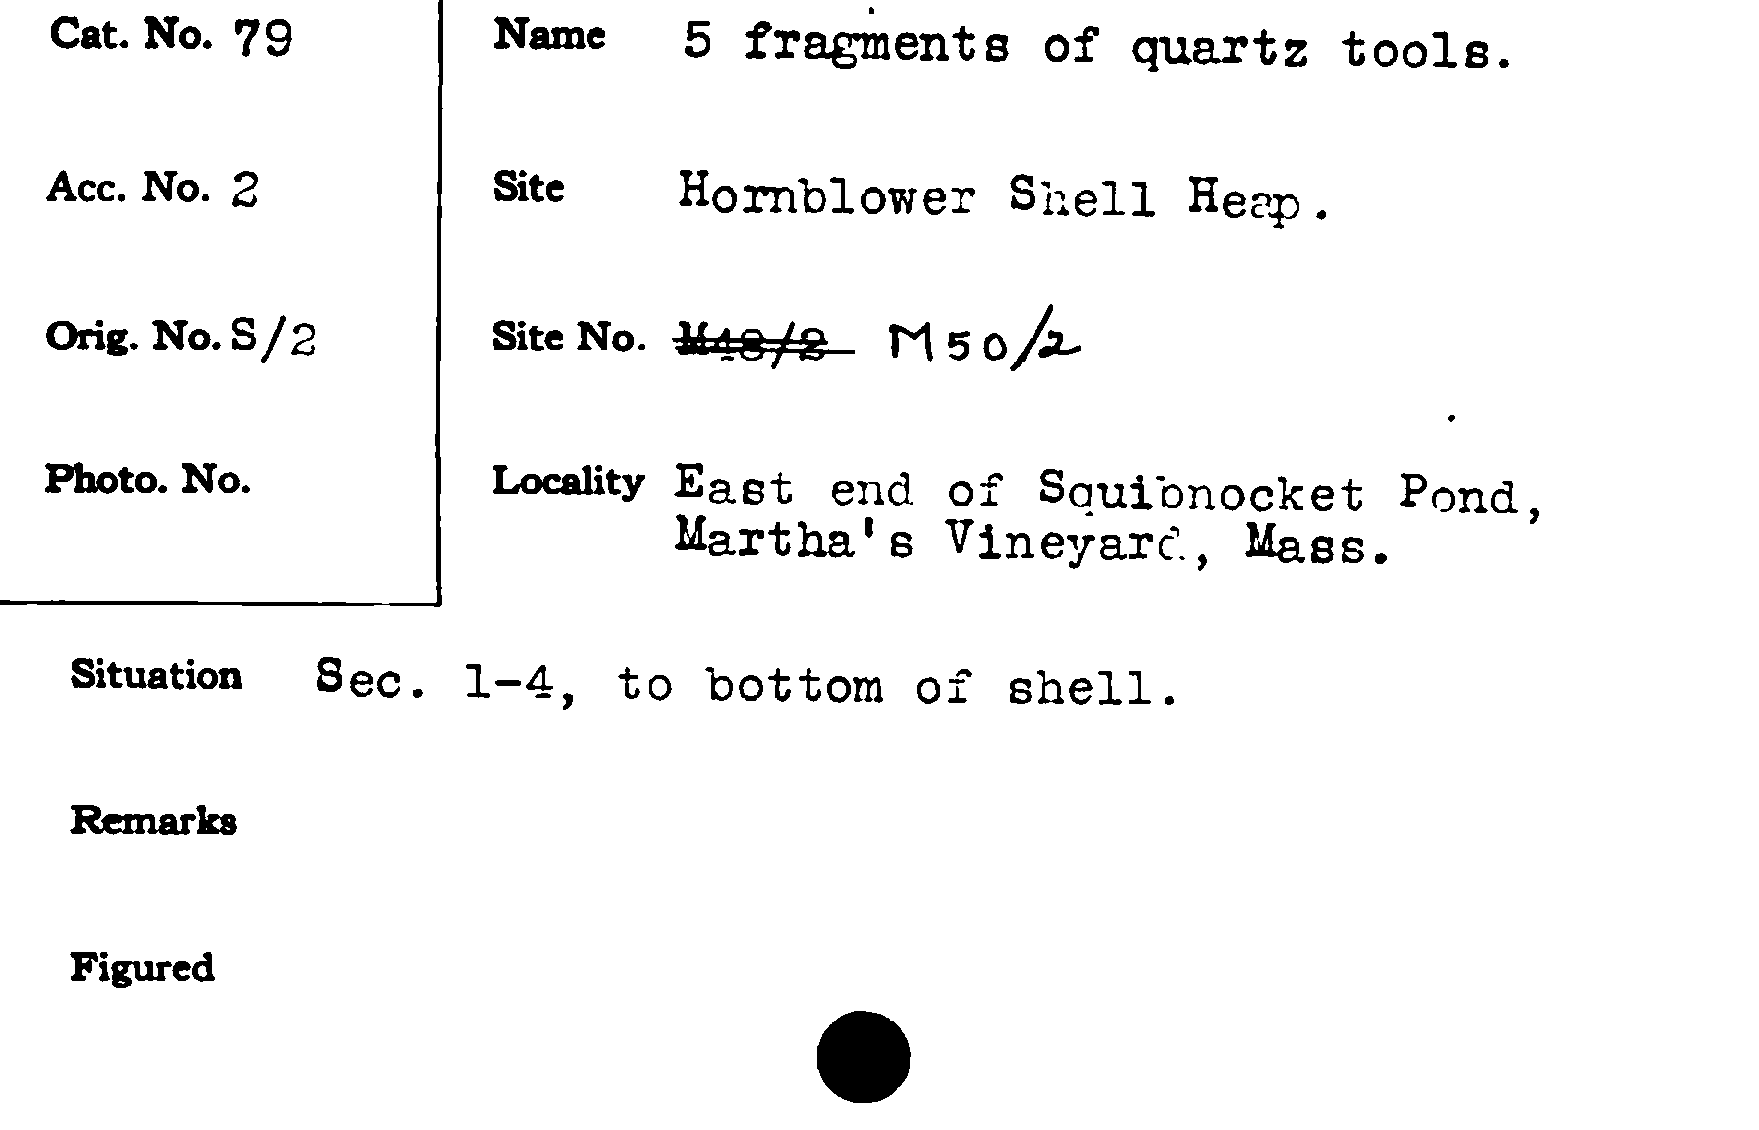 Cat. No. 79
Name 5 fragments of quartz tools.
Acc. No. 2
Site Hornblower Shell Heap.
Orig. No. S/2
Site No. M48/2 M50/2
Photo. No.
Locality East end of Squibnocket Pond,
Martha's Vineyard, Mass.
Situation Sec. 1-4, to bottom of shell.
Remarks
Figured